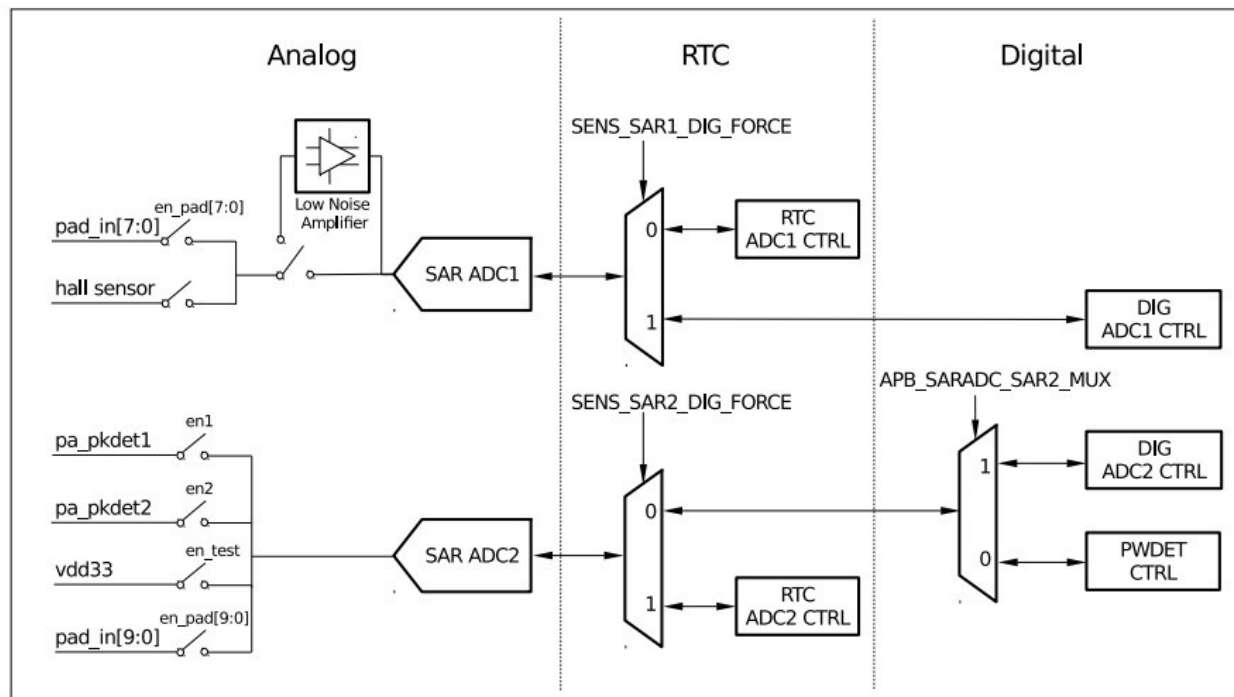 Analog
RTC
Digital
SENS_SAR1_DIG_FORCE
Low Noise
Amplifier
en_pad[7:0]
pad_in[7:0]
hall sensor
SAR ADC1
0
1
RTC
ADC1 CTRL
DIG
ADC1 CTRL
APB_SARADC_SAR2_MUX
SENS_SAR2_DIG_FORCE
en1
pa_pkdet1
en2
pa_pkdet2
en_test
vdd33
en_pad[9:0]
pad_in[9:0]
SAR ADC2
0
1
RTC
ADC2 CTRL
1
0
DIG
ADC2 CTRL
PWDET
CTRL